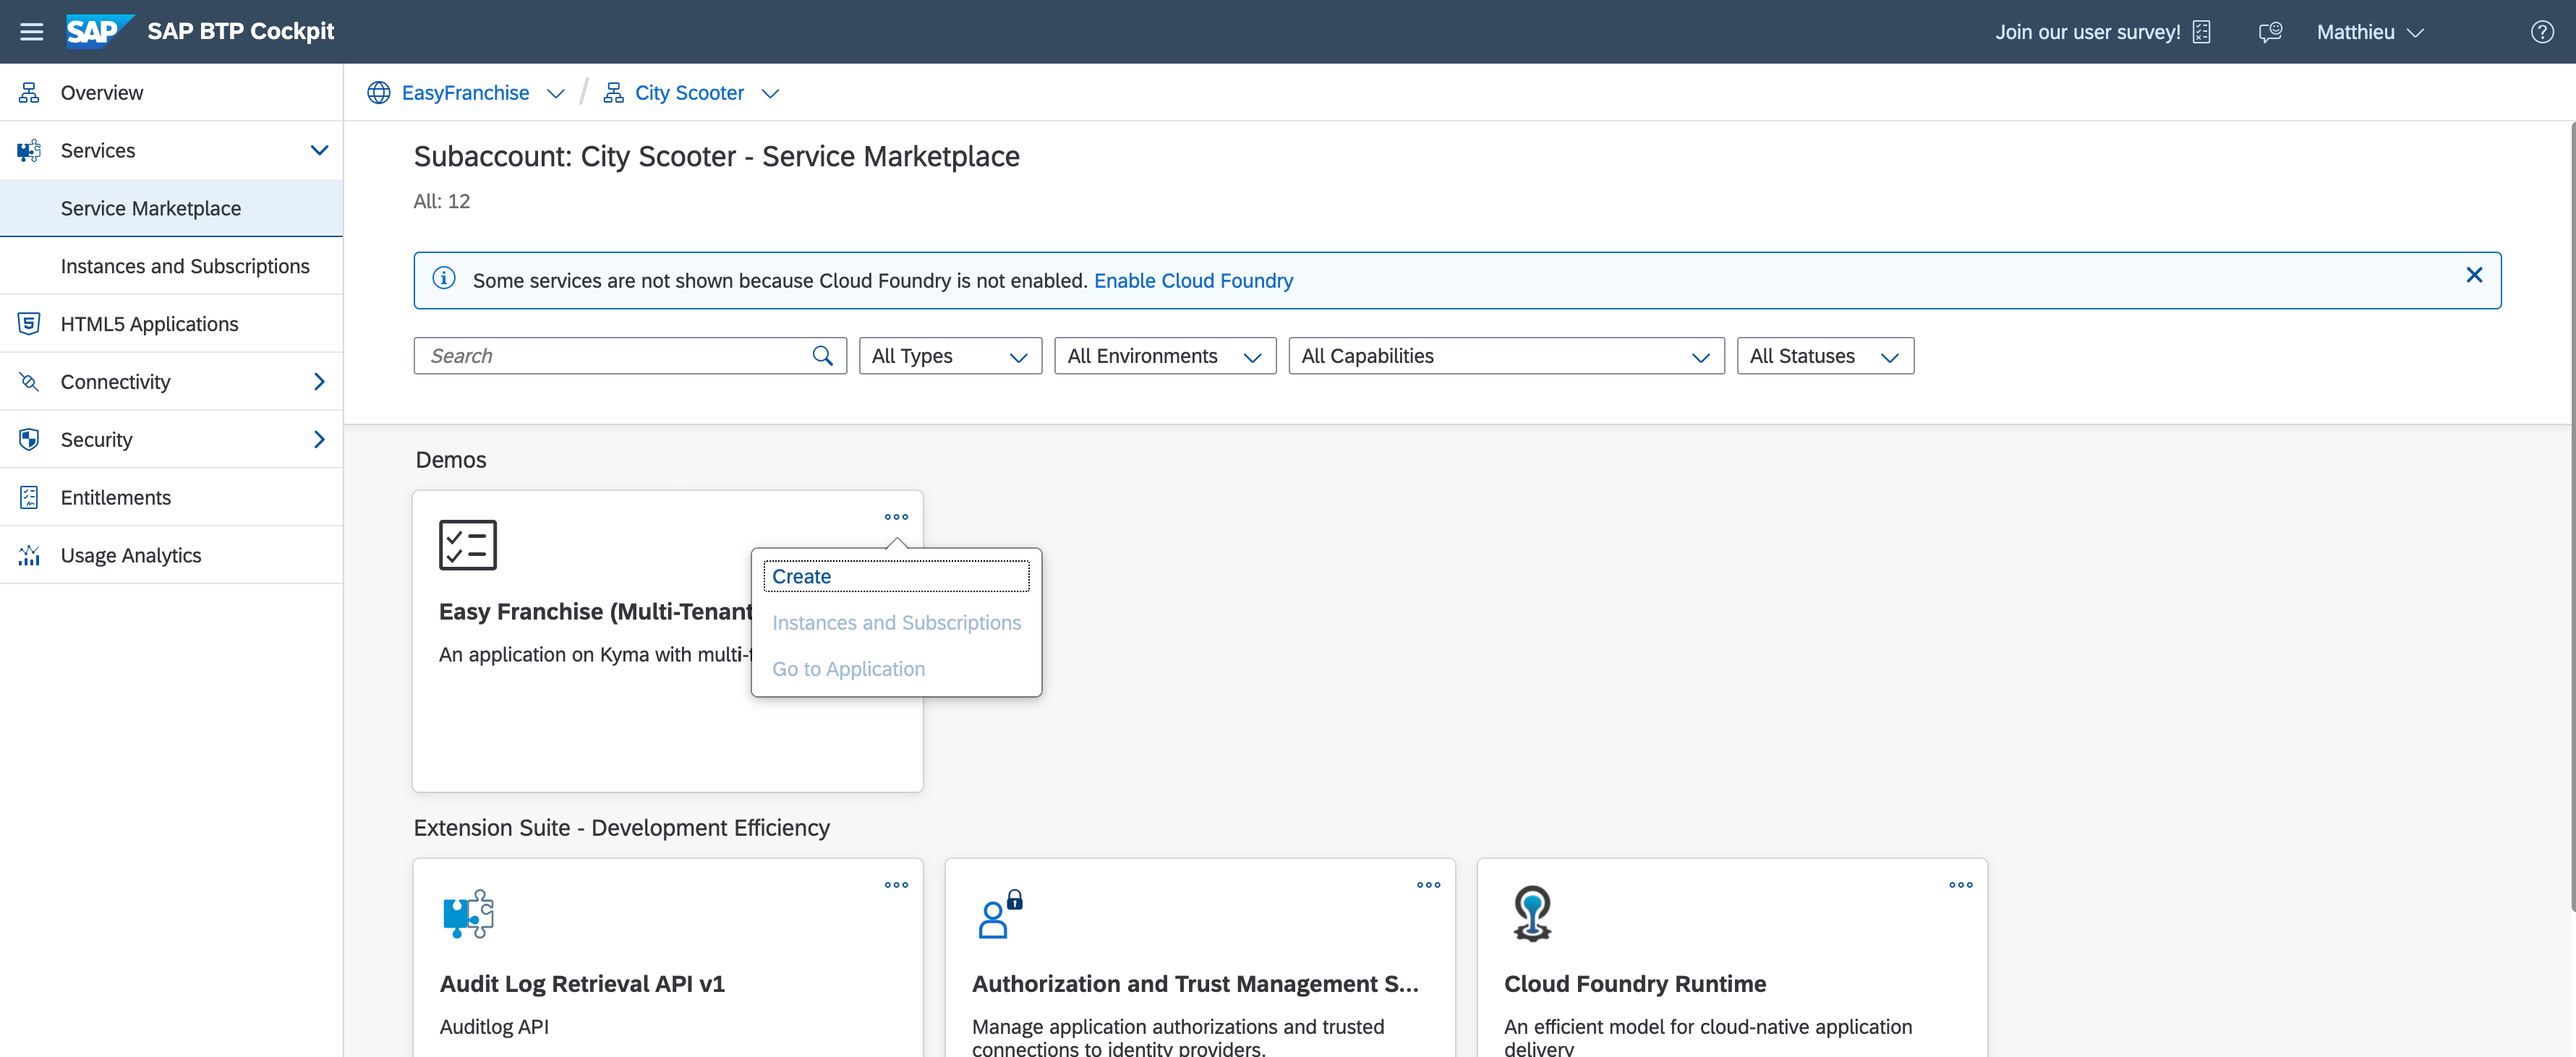 SAP SAP BTP Cockpit
Join our user survey!
Matthieu
Overview
Services
Service Marketplace
Instances and Subscriptions
HTML5 Applications
Connectivity
Security
Entitlements
Usage Analytics
EasyFranchise / City Scooter
Subaccount: City Scooter - Service Marketplace
All: 12
Some services are not shown because Cloud Foundry is not enabled. Enable Cloud Foundry
Search
All Types
All Environments
All Capabilities
All Statuses
Demos
Easy Franchise (Multi-Tenant
An application on Kyma with multi-t
Create
Instances and Subscriptions
Go to Application
Extension Suite - Development Efficiency
Audit Log Retrieval API v1
Auditlog API
Authorization and Trust Management S...
Manage application authorizations and trusted
connections to identity providers.
Cloud Foundry Runtime
An efficient model for cloud-native application
delivery